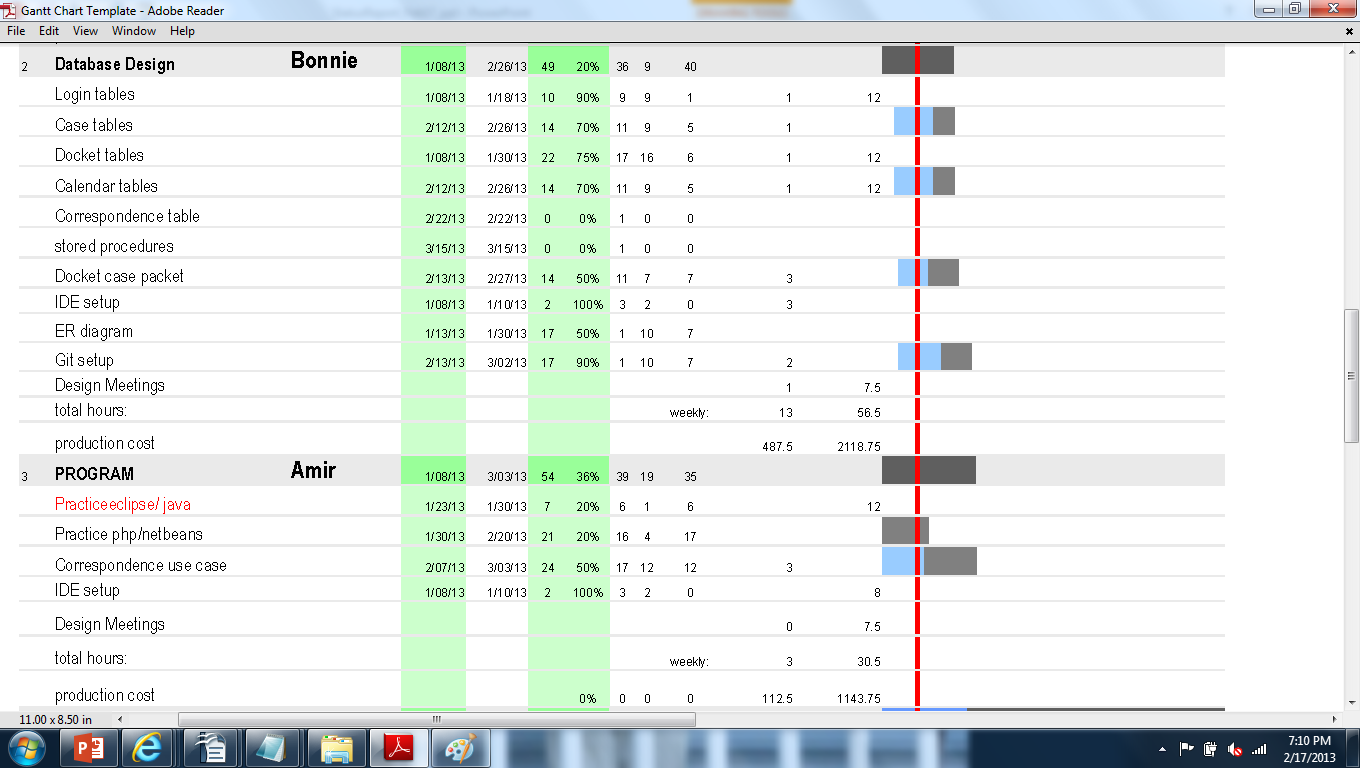 Gantt Chart Template - Adobe Reader
File Edit View Window Help
2 Database Design Bonnie 1/08/13 2/26/13 49 20% 36 9 40
Login tables 1/08/13 1/18/13 10 90% 9 9 1 1 12
Case tables 2/12/13 2/26/13 14 70% 11 9 5 1
Docket tables 1/08/13 1/30/13 22 75% 17 16 6 1 12
Calendar tables 2/12/13 2/26/13 14 70% 11 9 5 1 12
Correspondence table 2/22/13 2/22/13 0 0% 1 0 0
stored procedures 3/15/13 3/15/13 0 0% 1 0 0
Docket case packet 2/13/13 2/27/13 14 50% 11 7 7 3
IDE setup 1/08/13 1/10/13 2 100% 3 2 0 3
ER diagram 1/13/13 1/30/13 17 50% 1 10 7
Git setup 2/13/13 3/02/13 17 90% 1 10 7 2
Design Meetings 1 7.5
total hours: weekly: 13 56.5
production cost 487.5 2118.75
3 PROGRAM Amir 1/08/13 3/03/13 54 36% 39 19 35
Practice eclipse/ java 1/23/13 1/30/13 7 20% 6 1 6 12
Practice php/netbeans 1/30/13 2/20/13 21 20% 16 4 17
Correspondence use case 2/07/13 3/03/13 24 50% 17 12 12 3
IDE setup 1/08/13 1/10/13 2 100% 3 2 0 8
Design Meetings 0 7.5
total hours: weekly: 3 30.5
production cost 0% 0 0 0 112.5 1143.75
11.00 x 8.50 in
7:10 PM
2/17/2013